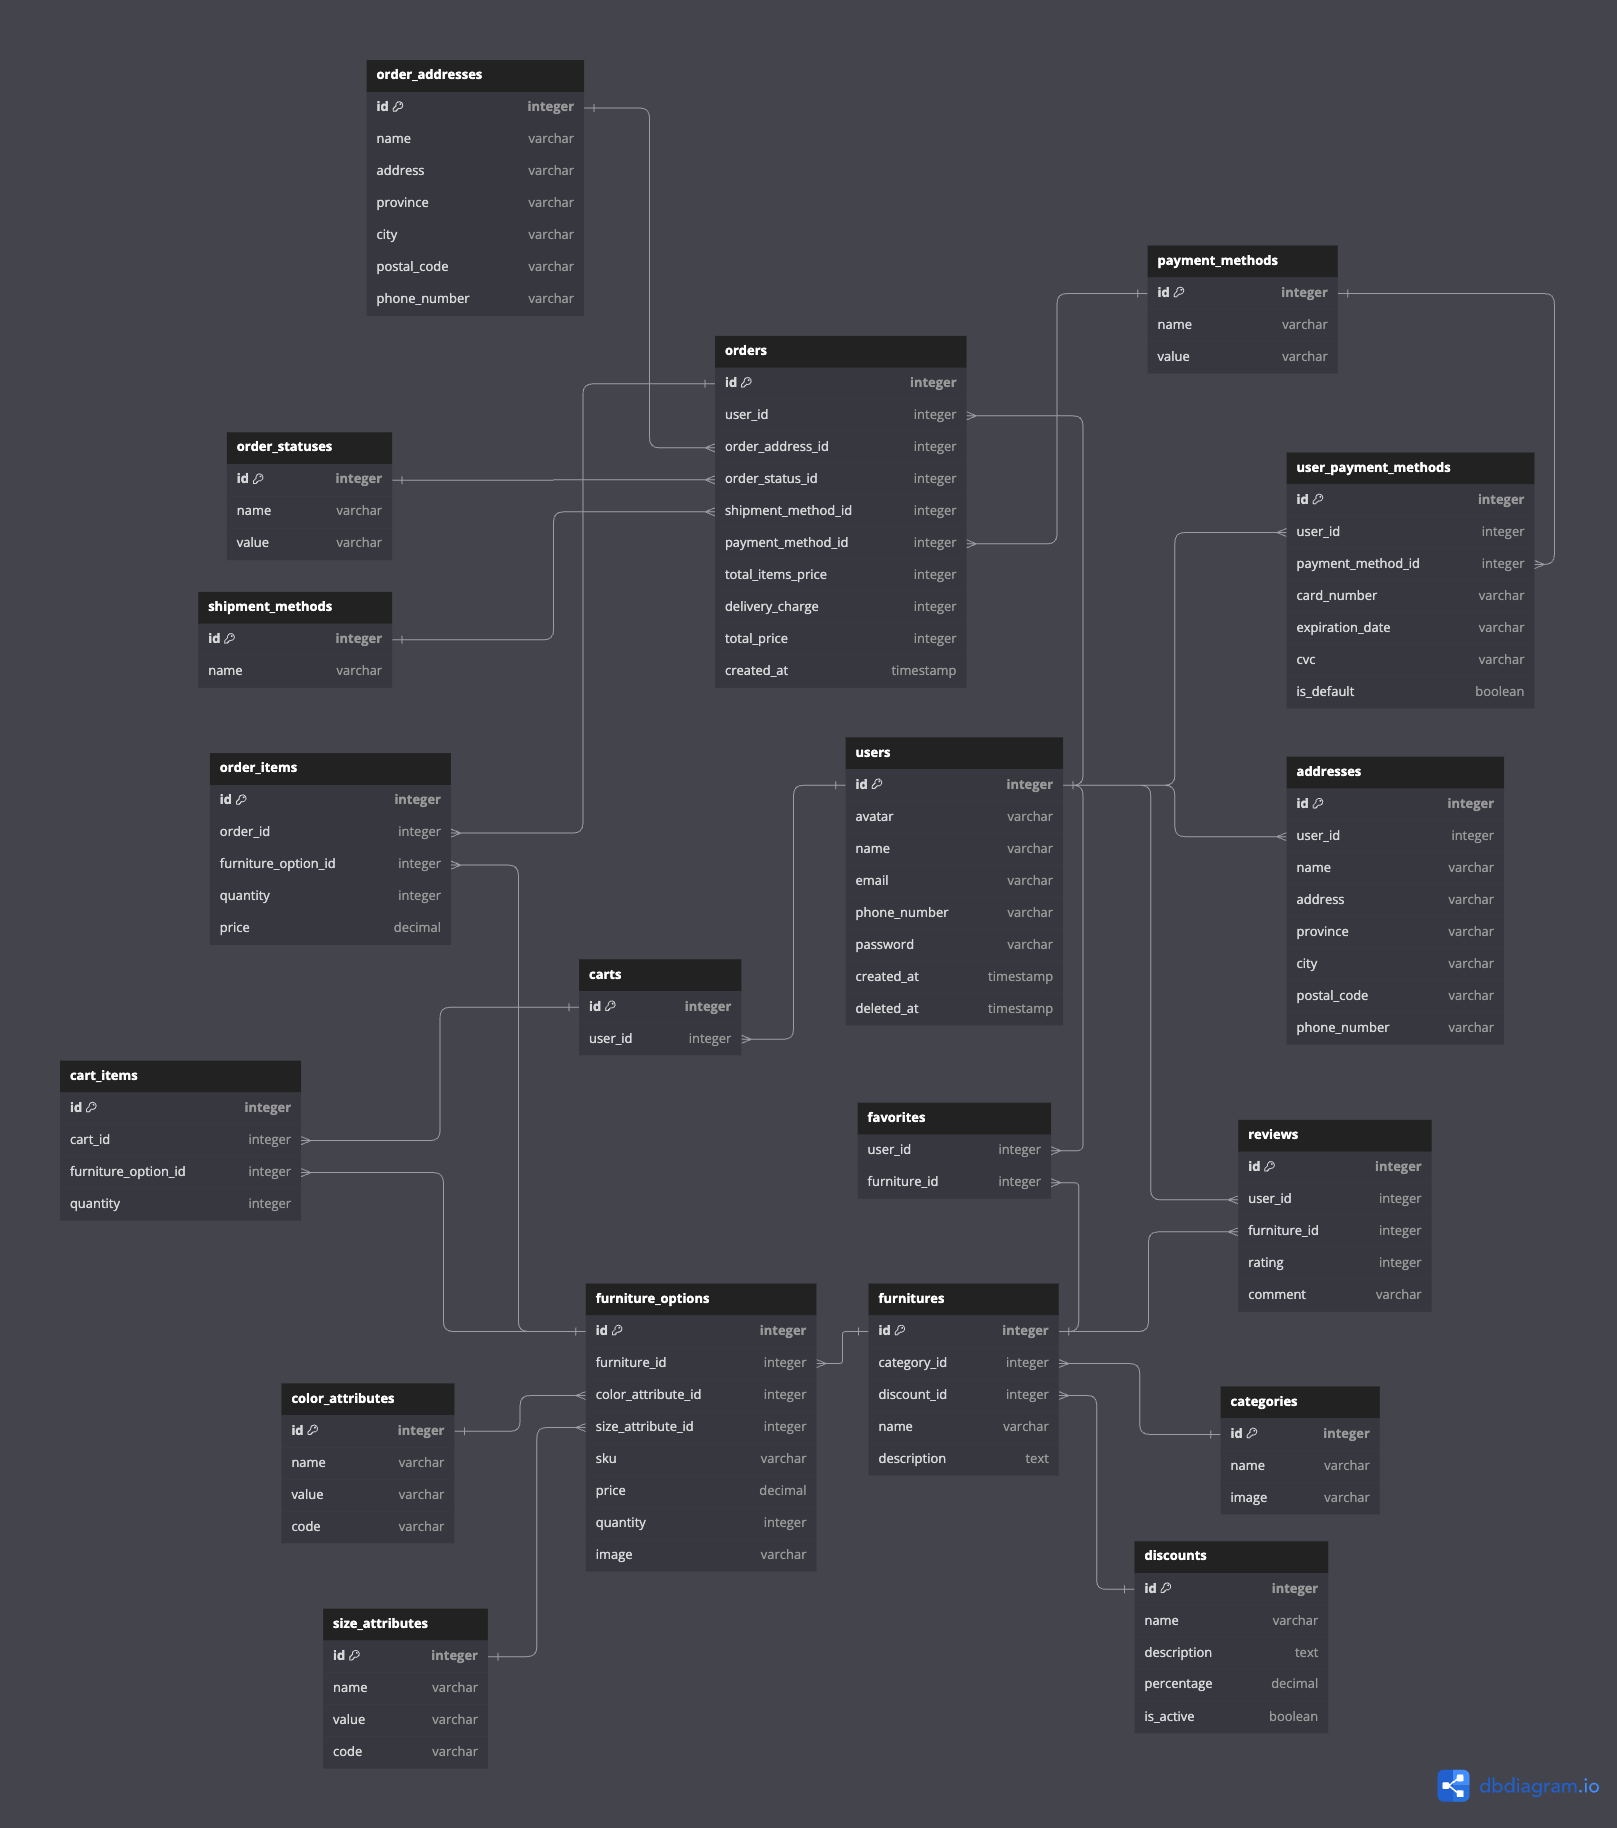 order_addresses
id integer
name varchar
address varchar
province varchar
city varchar
postal_code varchar
phone_number varchar
payment_methods
id integer
name varchar
value varchar
orders
id integer
user_id integer
order_address_id integer
order_status_id integer
shipment_method_id integer
payment_method_id integer
total_items_price integer
delivery_charge integer
total_price integer
created_at timestamp
order_statuses
id integer
name varchar
value varchar
user_payment_methods
id integer
user_id integer
payment_method_id integer
card_number varchar
expiration_date varchar
cvc varchar
is_default boolean
shipment_methods
id integer
name varchar
order_items
id integer
order_id integer
furniture_option_id integer
quantity integer
price decimal
users
id integer
avatar varchar
name varchar
email varchar
phone_number varchar
password varchar
created_at timestamp
deleted_at timestamp
addresses
id integer
user_id integer
name varchar
address varchar
province varchar
city varchar
postal_code varchar
phone_number varchar
carts
id integer
user_id integer
cart_items
id integer
cart_id integer
furniture_option_id integer
quantity integer
favorites
user_id integer
furniture_id integer
reviews
id integer
user_id integer
furniture_id integer
rating integer
comment varchar
furniture_options
id integer
furniture_id integer
color_attribute_id integer
size_attribute_id integer
sku varchar
price decimal
quantity integer
image varchar
furnitures
id integer
category_id integer
discount_id integer
name varchar
description text
color_attributes
id integer
name varchar
value varchar
code varchar
categories
id integer
name varchar
image varchar
discounts
id integer
name varchar
description text
percentage decimal
is_active boolean
size_attributes
id integer
name varchar
value varchar
code varchar
dbdiagram.io